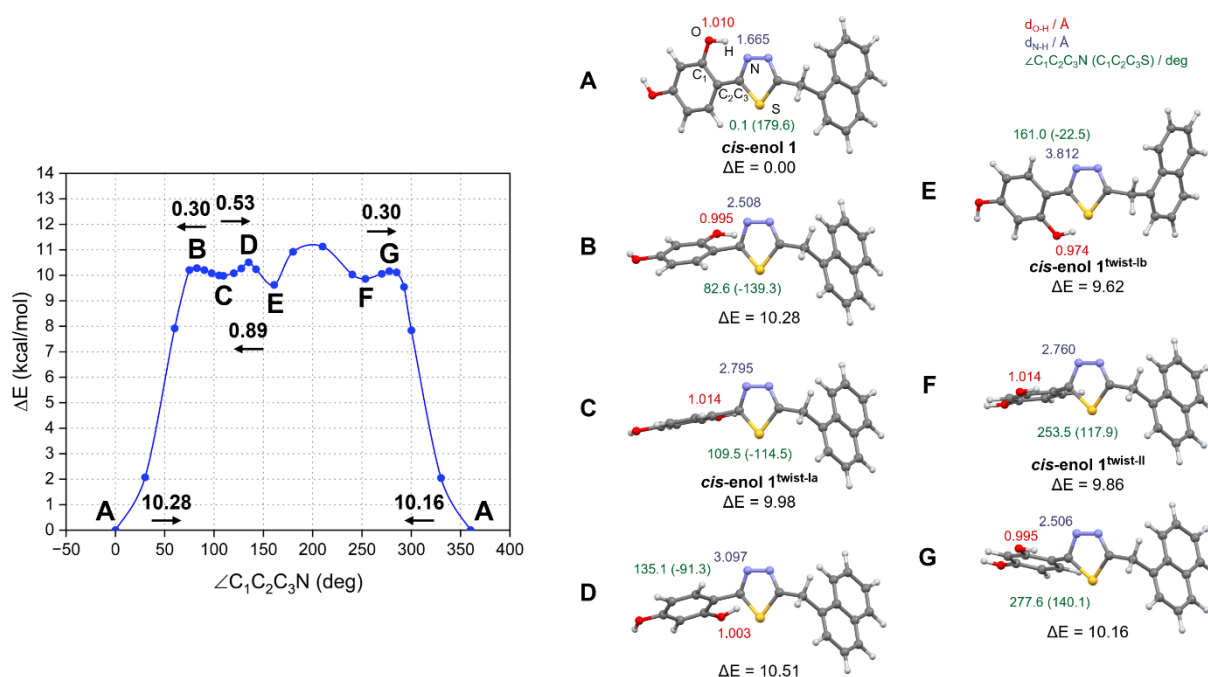 14
13
12
11
10
9
8
7
6
5
4
3
2
1
0
ΔE (kcal/mol)
−50 0 50 100 150 200 250 300 350 400
∠C1C2C3N (deg)
0.30 0.53 0.30
B D G
C E F
0.89
A 10.28 10.16 A
A
1.010
O H 1.665
C1 N
C2 C3 S
0.1 (179.6)
cis-enol 1
ΔE = 0.00
B
2.508
0.995
82.6 (-139.3)
ΔE = 10.28
C
2.795
1.014
109.5 (-114.5)
cis-enol 1twist-Ia
ΔE = 9.98
D
3.097
135.1 (-91.3)
1.003
ΔE = 10.51
dO-H / Å
dN-H / Å
∠C1C2C3N (C1C2C3S) / deg
E
161.0 (-22.5)
3.812
0.974
cis-enol 1twist-Ib
ΔE = 9.62
F
2.760
1.014
253.5 (117.9)
cis-enol 1twist-II
ΔE = 9.86
G
2.506
0.995
277.6 (140.1)
ΔE = 10.16